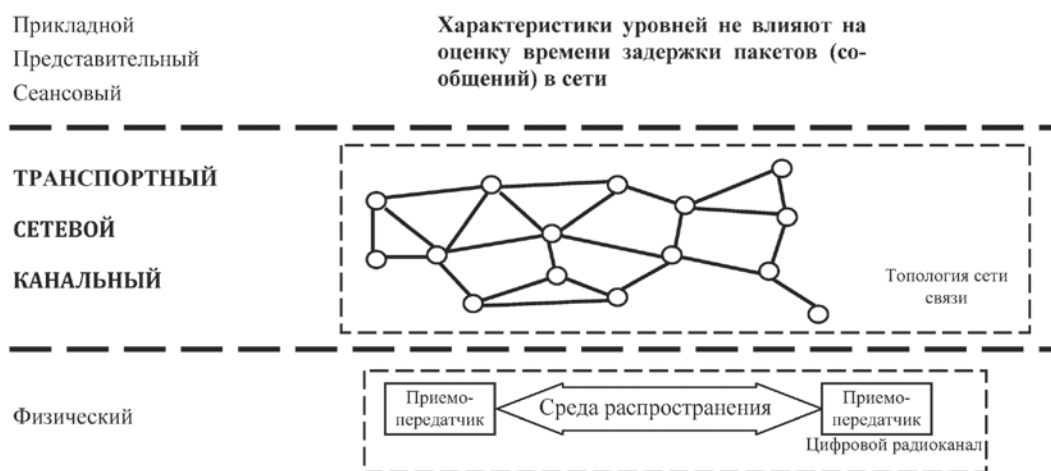 Прикладной
Представительный
Сеансовый
Характеристики уровней не влияют на
оценку времени задержки пакетов (со-
общений) в сети
ТРАНСПОРТНЫЙ
СЕТЕВОЙ
КАНАЛЬНЫЙ
Топология сети
связи
Физический
Приемо-
передатчик
Среда распространения
Приемо-
передатчик
Цифровой радиоканал